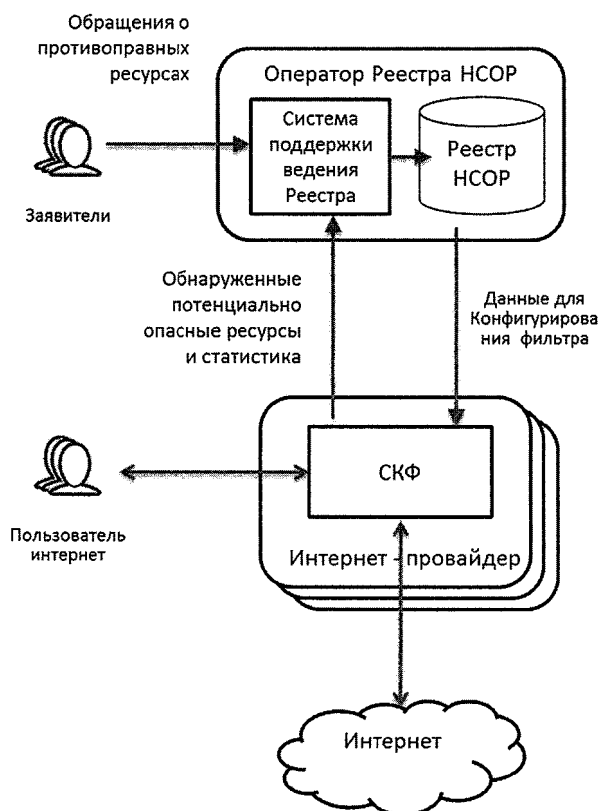 Обращения о
противоправных
ресурсах
Оператор Реестра НСОР
Система
поддержки
ведения
Реестра
Реестр
НСОР
Заявители
Обнаруженные
потенциально
опасные ресурсы
и статистика
Данные для
Конфигурирова
ния фильтра
СКФ
Пользователь
интернет
Интернет - провайдер
Интернет